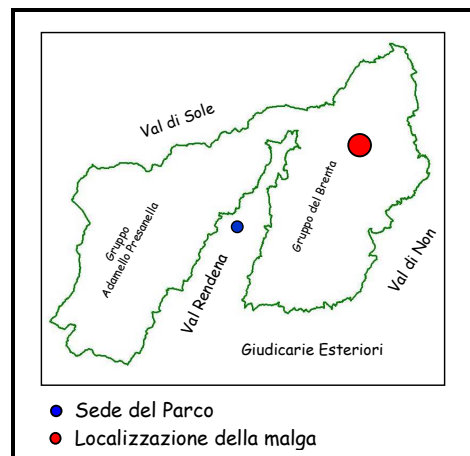 Val di Sole
Gruppo
Adamello Presanella
Gruppo del Brenta
Val Rendena
Val di Non
Giudicarie Esteriori
Sede del Parco
Localizzazione della malga